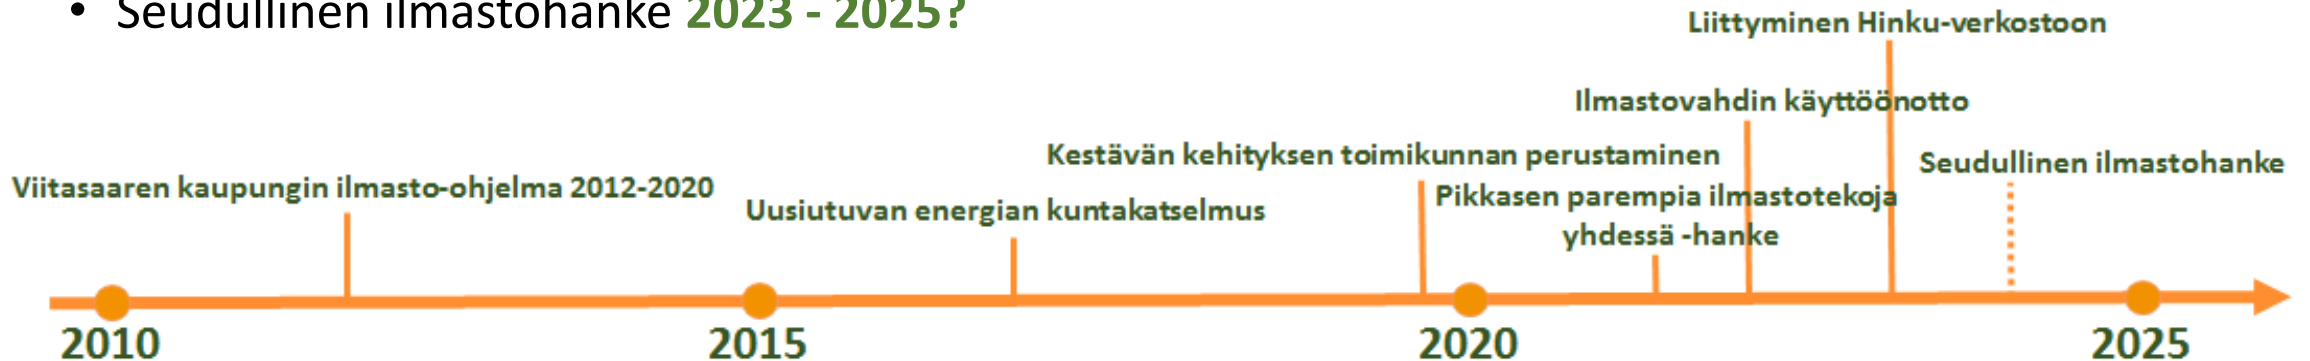 • Seudullinen ilmastohanke 2023 - 2025?
Liittyminen Hinku-verkostoon
Ilmastovahdin käyttöönotto
Kestävän kehityksen toimikunnan perustaminen
Seudullinen ilmastohanke
Viitasaaren kaupungin ilmasto-ohjelma 2012-2020
Uusiutuvan energian kuntakatselmus
Pikkasen parempia ilmastotekoja
yhdessä -hanke
2010
2015
2020
2025